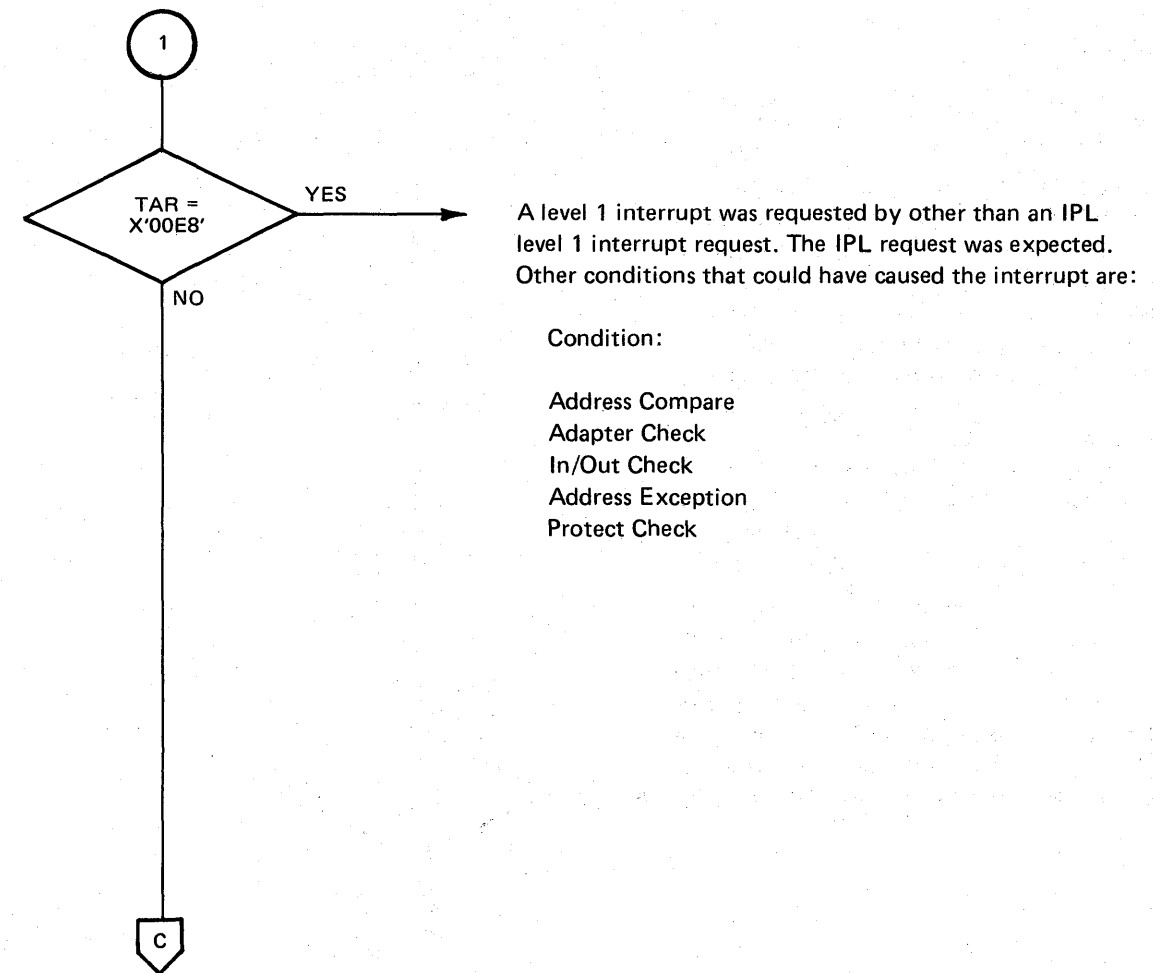 1
TAR =
X'00E8'
YES
NO
A level 1 interrupt was requested by other than an IPL
level 1 interrupt request. The IPL request was expected.
Other conditions that could have caused the interrupt are:
Condition:
Address Compare
Adapter Check
In/Out Check
Address Exception
Protect Check
C